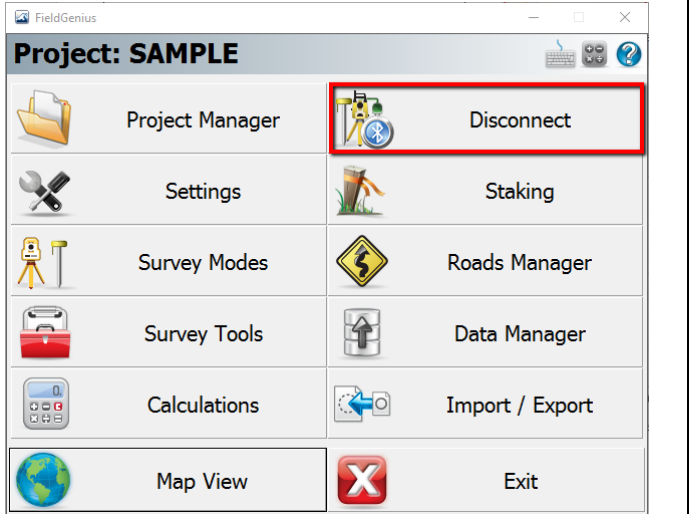 FieldGenius
Project: SAMPLE
Project Manager
Disconnect
Settings
Staking
Survey Modes
Roads Manager
Survey Tools
Data Manager
0.
Calculations
Import / Export
Map View
Exit